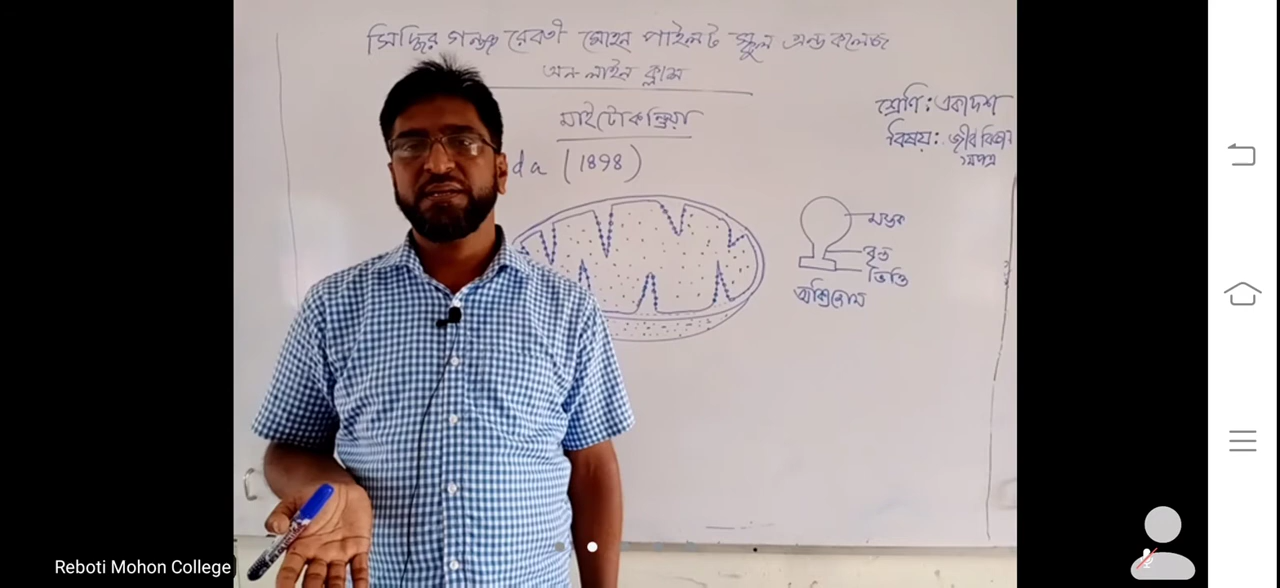 সিদ্ধির গঞ্জ রেবতী মোহন পাইলট স্কুল এন্ড কলেজ
অন-লাইন ক্লাস
মাইটোকন্ড্রিয়া
da (1898)
শ্রেণি: একাদশ
বিষয়: জীব বিজ্ঞান
১মপত্র
মস্তক
বৃন্ত
ভিত্তি
অক্সিসোম
Reboti Mohon College